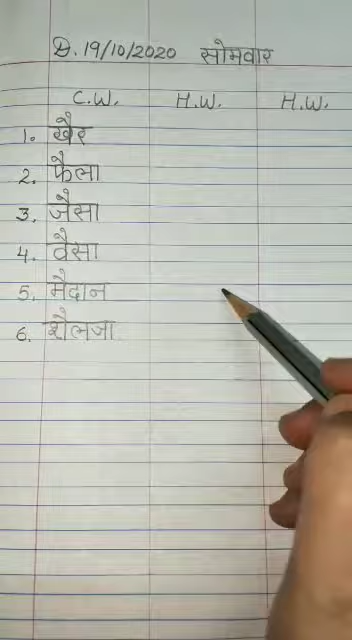 D. 19/10/2020 सोमवार
C.W. H.W. H.W.
1. खैर
2. फैला
3. जैसा
4. वैसा
5. मैदान
6. शैलजा